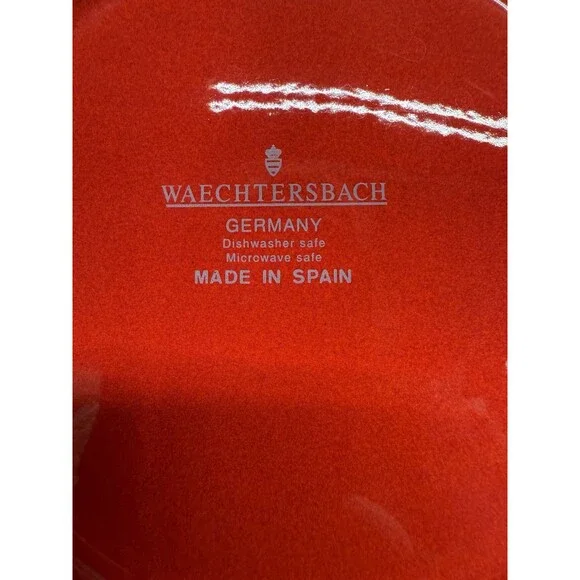 WAECHTERSBACH
GERMANY
Dishwasher safe
Microwave safe
MADE IN SPAIN